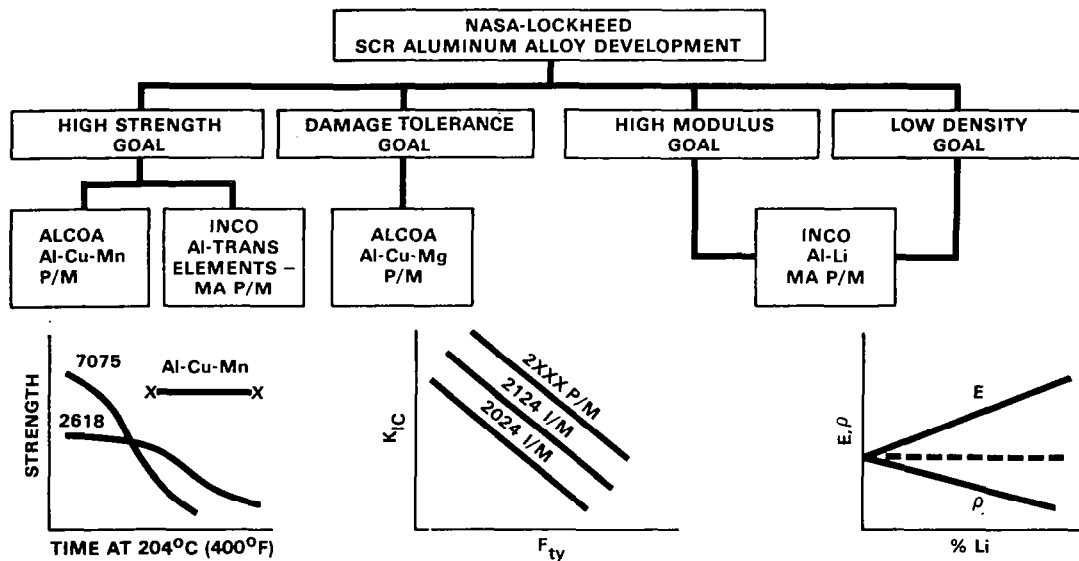 NASA-LOCKHEED
SCR ALUMINUM ALLOY DEVELOPMENT
HIGH STRENGTH
GOAL
DAMAGE TOLERANCE
GOAL
HIGH MODULUS
GOAL
LOW DENSITY
GOAL
ALCOA
Al-Cu-Mn
P/M
INCO
Al-TRANS
ELEMENTS –
MA P/M
ALCOA
Al-Cu-Mg
P/M
INCO
Al-Li
MA P/M
STRENGTH
7075
2618
Al-Cu-Mn
X X
TIME AT 204°C (400°F)
K_IC
2XXX P/M
2124 I/M
2024 I/M
F_ty
E, ρ
E
ρ
% Li